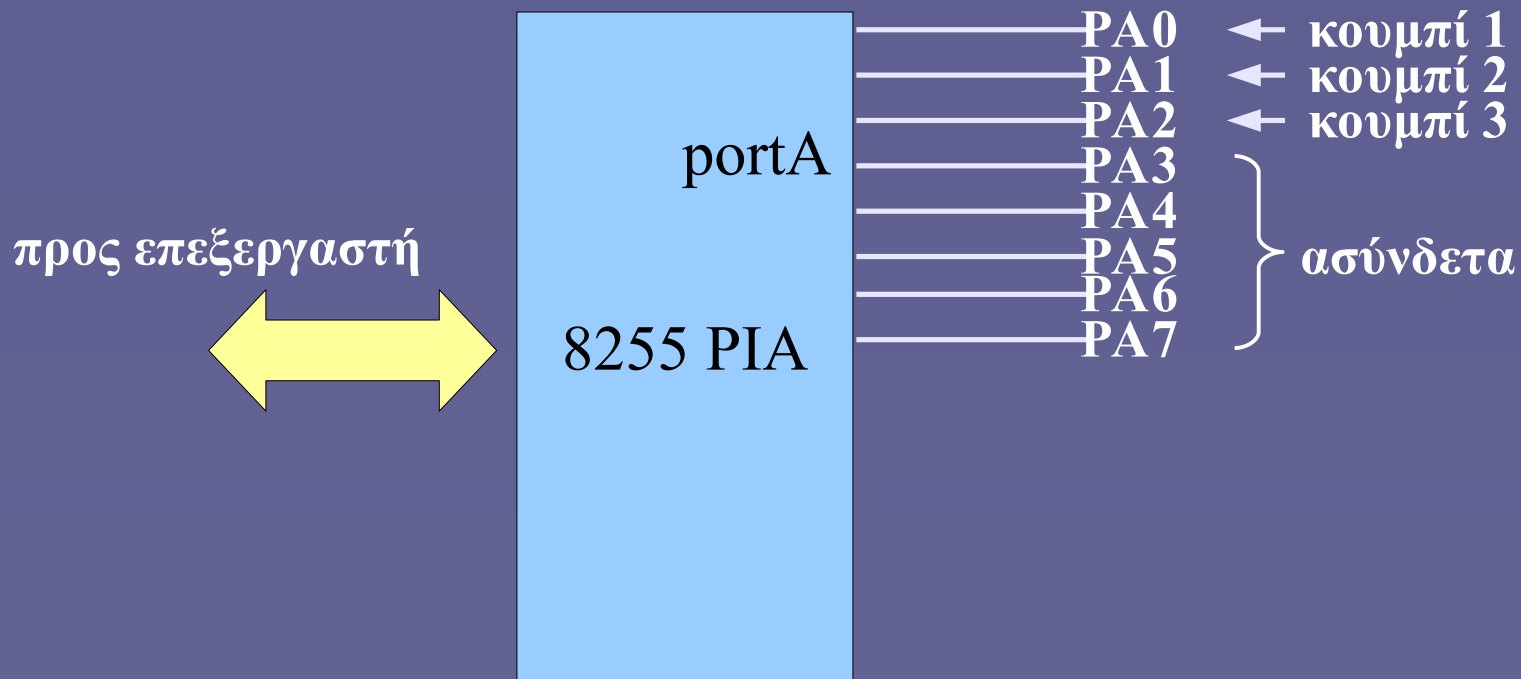 PA0 κουμπί 1
PA1 κουμπί 2
PA2 κουμπί 3
portA
PA3
PA4
προς επεξεργαστή
PA5 ασύνδετα
PA6
8255 PIA
PA7